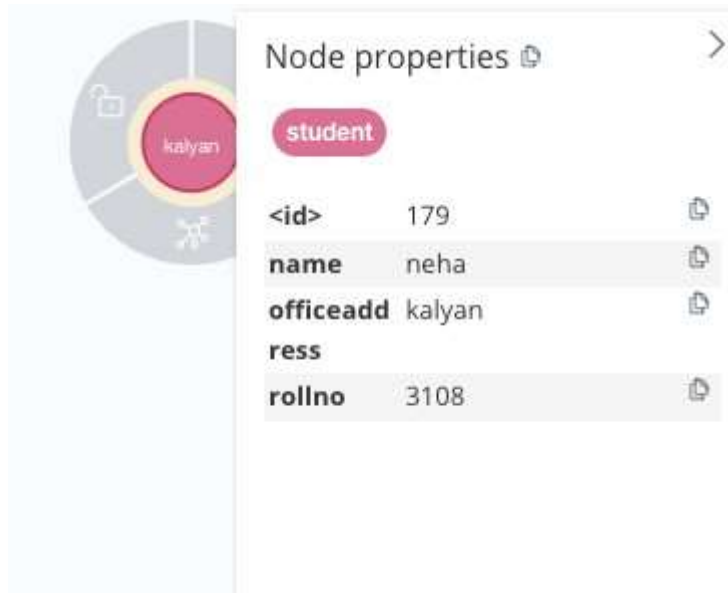 Node properties
kalyan
student
<id> 179
name neha
officeadd kalyan
ress
rollno 3108